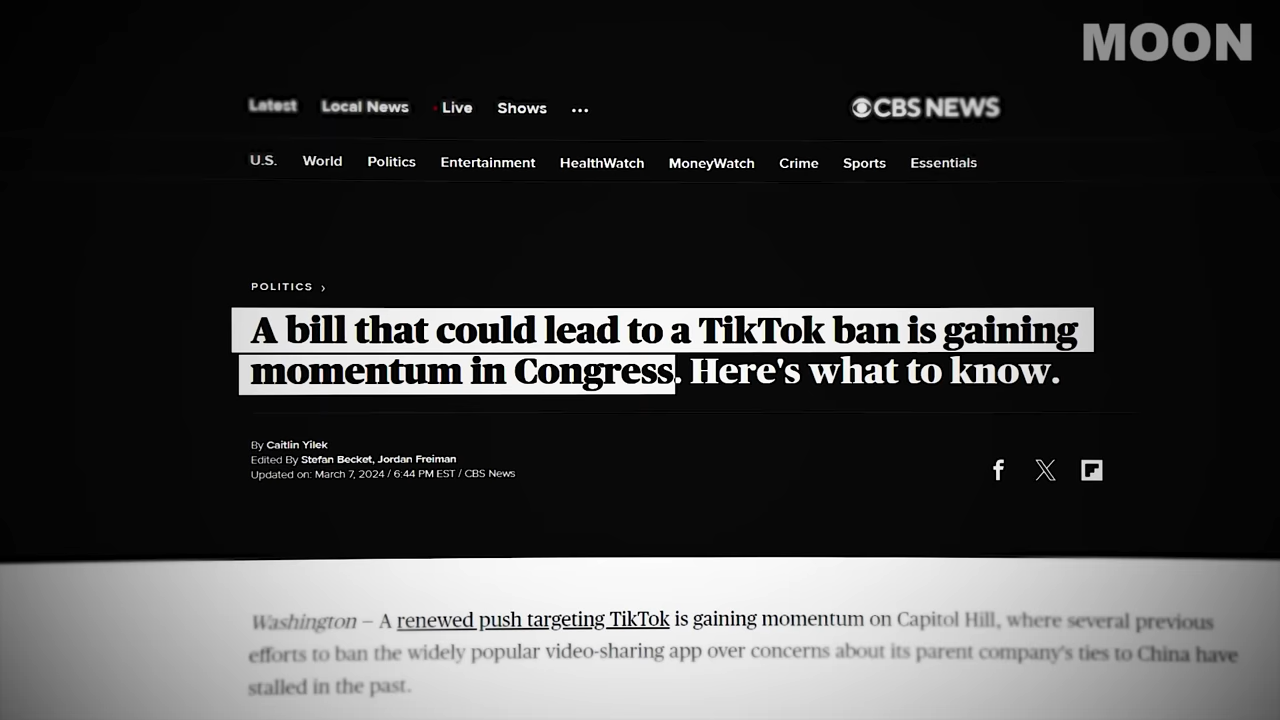 MOON
Latest Local News Live Shows ...
CBS NEWS
U.S. World Politics Entertainment HealthWatch MoneyWatch Crime Sports Essentials
POLITICS ›
A bill that could lead to a TikTok ban is gaining
momentum in Congress. Here's what to know.
By Caitlin Yilek
Edited By Stefan Becket, Jordan Freiman
Updated on: March 7, 2024 / 6:44 PM EST / CBS News
Washington — A renewed push targeting TikTok is gaining momentum on Capitol Hill, where several previous
efforts to ban the widely popular video-sharing app over concerns about its parent company's ties to China have
stalled in the past.